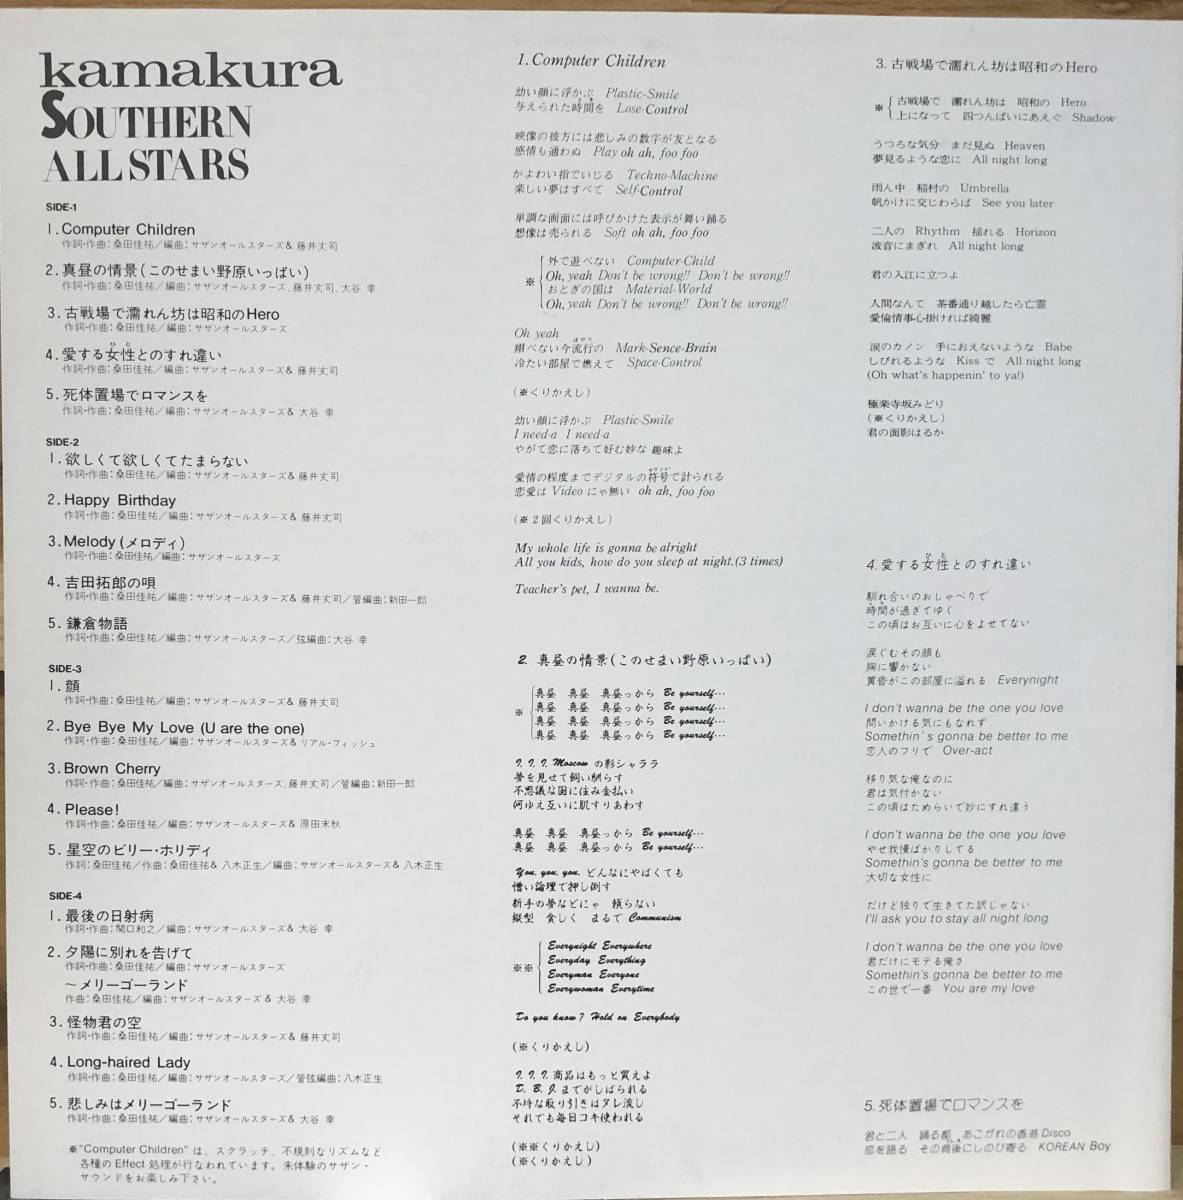 kamakura
SOUTHERN
ALL STARS
SIDE-1
1. Computer Children
作詞・作曲：桑田佳祐／編曲：サザンオールスターズ & 藤井丈司
2. 真昼の情景（このせまい野原いっぱい）
作詞・作曲：桑田佳祐／編曲：サザンオールスターズ、藤井丈司、大谷 幸
3. 古戦場で濡れん坊は昭和のHero
作詞・作曲：桑田佳祐／編曲：サザンオールスターズ
ひと
4. 愛する女性とのすれ違い
作詞・作曲：桑田佳祐／編曲：サザンオールスターズ & 藤井丈司
5. 死体置場でロマンスを
作詞・作曲：桑田佳祐／編曲：サザンオールスターズ & 大谷 幸
SIDE-2
1. 欲しくて欲しくてたまらない
作詞・作曲：桑田佳祐／編曲：サザンオールスターズ & 藤井丈司
2. Happy Birthday
作詞・作曲：桑田佳祐／編曲：サザンオールスターズ & 藤井丈司
3. Melody（メロディ）
作詞・作曲：桑田佳祐／編曲：サザンオールスターズ
4. 吉田拓郎の唄
作詞・作曲：桑田佳祐／編曲：サザンオールスターズ & 藤井丈司／管編曲：新田一郎
5. 鎌倉物語
作詞・作曲：桑田佳祐／編曲：サザンオールスターズ／弦編曲：大谷 幸
SIDE-3
1. 顔
作詞・作曲：桑田佳祐／編曲：サザンオールスターズ & 藤井丈司
2. Bye Bye My Love (U are the one)
作詞・作曲：桑田佳祐／編曲：サザンオールスターズ & リアル・フィッシュ
3. Brown Cherry
作詞・作曲：桑田佳祐／編曲：サザンオールスターズ、藤井丈司／管編曲：新田一郎
4. Please!
作詞・作曲：桑田佳祐／編曲：サザンオールスターズ & 原田末秋
5. 星空のビリー・ホリディ
作詞：桑田佳祐／作曲：桑田佳祐 & 八木正生／編曲：サザンオールスターズ & 八木正生
SIDE-4
1. 最後の日射病
作詞・作曲：関口和之／編曲：サザンオールスターズ & 大谷 幸
2. 夕陽に別れを告げて
作詞・作曲：桑田佳祐／編曲：サザンオールスターズ
〜メリーゴーランド
作曲：桑田佳祐／編曲：サザンオールスターズ & 大谷 幸
3. 怪物君の空
作詞・作曲：桑田佳祐／編曲：サザンオールスターズ & 藤井丈司
4. Long-haired Lady
作詞・作曲：桑田佳祐／編曲：サザンオールスターズ／管弦編曲：八木正生
5. 悲しみはメリーゴーランド
作詞・作曲：桑田佳祐／編曲：サザンオールスターズ & 大谷 幸
※"Computer Children"は、スクラッチ、不規則なリズムなど
各種のEffect処理が行なわれています。未体験のサザン・
サウンドをお楽しみ下さい。
1. Computer Children
幼い顔に浮かぶ Plastic-Smile
与えられた時間を Lose-Control
映像の彼方には悲しみの数字が友となる
感情も通わぬ Play oh ah, foo foo
かよわい指でいじる Techno-Machine
楽しい夢はすべて Self-Control
単調な画面には呼びかけた表示が舞い踊る
想像は売られる Soft oh ah, foo foo
外で遊べない Computer-Child
Oh, yeah Don't be wrong!! Don't be wrong!!
※ おとぎの国は Material-World
Oh, yeah Don't be wrong!! Don't be wrong!!
Oh yeah
はやり
翔べない今流行の Mark-Sence-Brain
冷たい部屋で燃えて Space-Control
（※くりかえし）
幼い顔に浮かぶ Plastic-Smile
I need-a I need-a
やがて恋に落ちて好む妙な 趣味よ
愛情の程度までデジタルの符号で計られる
恋愛は Video にゃ無い oh ah, foo foo
（※２回くりかえし）
My whole life is gonna be alright
All you kids, how do you sleep at night.(3 times)
Teacher's pet, I wanna be.
2. 真昼の情景（このせまい野原いっぱい）
真昼 真昼 真昼っから Be yourself…
※ 真昼 真昼 真昼っから Be yourself…
真昼 真昼 真昼っから Be yourself…
真昼 真昼 真昼っから Be yourself…
I, I, I, Moscow の影シャララ
夢を見せて飼い馴らす
不思議な国に住み金払い
何ゆえ互いに肌すりあわす
真昼 真昼 真昼っから Be yourself…
真昼 真昼 真昼っから Be yourself…
You, you, you, どんなにやばくても
憎い論理で押し倒す
新手の夢などにゃ 頼らない
縦型 食しく まるで Communism
Everynight Everywhere
Everyday Everything
※※ Everyman Everyone
Everywoman Everytime
Do you know? Hold on Everybody
（※くりかえし）
I, I, I, 商品はもっと買えよ
D. B. J. までがしばられる
不埒な取り引きはタレ流し
それでも毎日コキ使われる
（※※くりかえし）
（※くりかえし）
3. 古戦場で濡れん坊は昭和のHero
※ 古戦場で 濡れん坊は 昭和の Hero
上になって 四つんばいにあえぐ Shadow
うつろな気分 まだ見ぬ Heaven
夢見るような恋に All night long
雨ん中 稲村の Umbrella
帆かけに交じわらば See you later
二人の Rhythm 揺れる Horizon
波音にまぎれ All night long
君の入江に立つよ
人間なんて 茶番通り越したら亡霊
愛倫情事心掛ければ綺麗
涙のカノン 手におえないような Babe
しびれるような Kiss で All night long
(Oh what's happenin' to ya!)
極楽寺坂みどり
（※くりかえし）
君の面影はるか
ひと
4. 愛する女性とのすれ違い
馴れ合いのおしゃべりで
時間が過ぎてゆく
この頃はお互いに心をよせてない
涙ぐむその顔も
胸に響かない
黄昏がこの部屋に溢れる Everynight
I don't wanna be the one you love
問いかける気にもなれず
Somethin's gonna be better to me
恋人のフリで Over-act
移り気な俺なのに
君は気付かない
この頃はためらいで妙にすれ違う
I don't wanna be the one you love
やせ我慢ばかりしてる
Somethin's gonna be better to me
大切な女性に
だけど独りで生きてた訳じゃない
I'll ask you to stay all night long
I don't wanna be the one you love
君だけにモテる俺さ
Somethin's gonna be better to me
この世で一番 You are my love
5. 死体置場でロマンスを
君と二人 踊る都 あこがれの香港 Disco
恋を語る その背後にしのび寄る KOREAN Boy